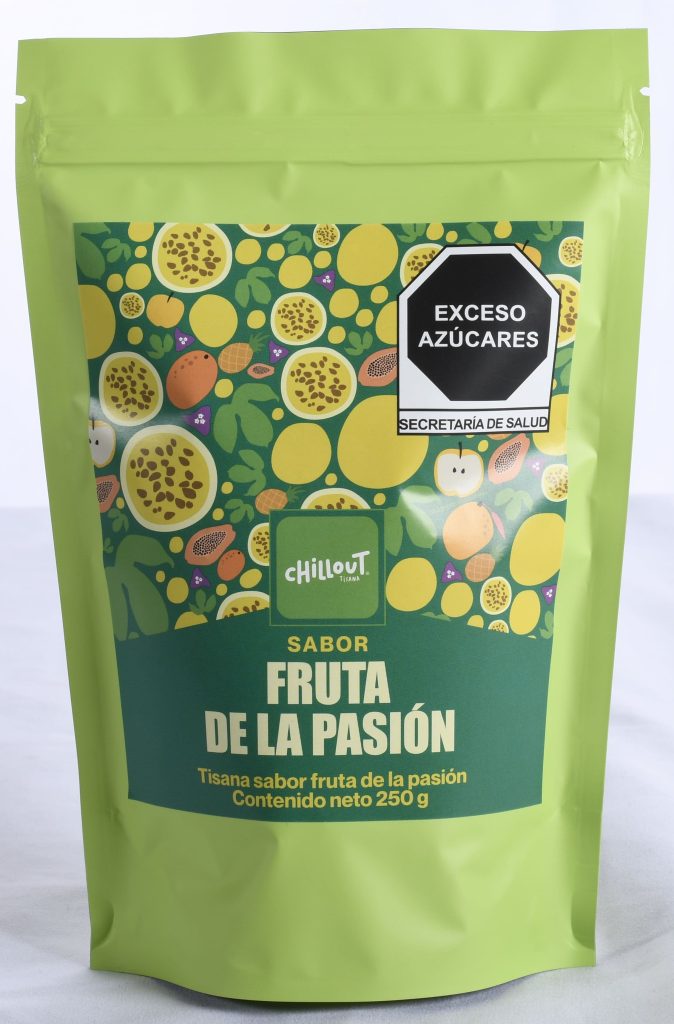 EXCESO
AZÚCARES
SECRETARÍA DE SALUD
cHillouT
TISANA
SABOR
FRUTA
DE LA PASIÓN
Tisana sabor fruta de la pasión
Contenido neto 250 g